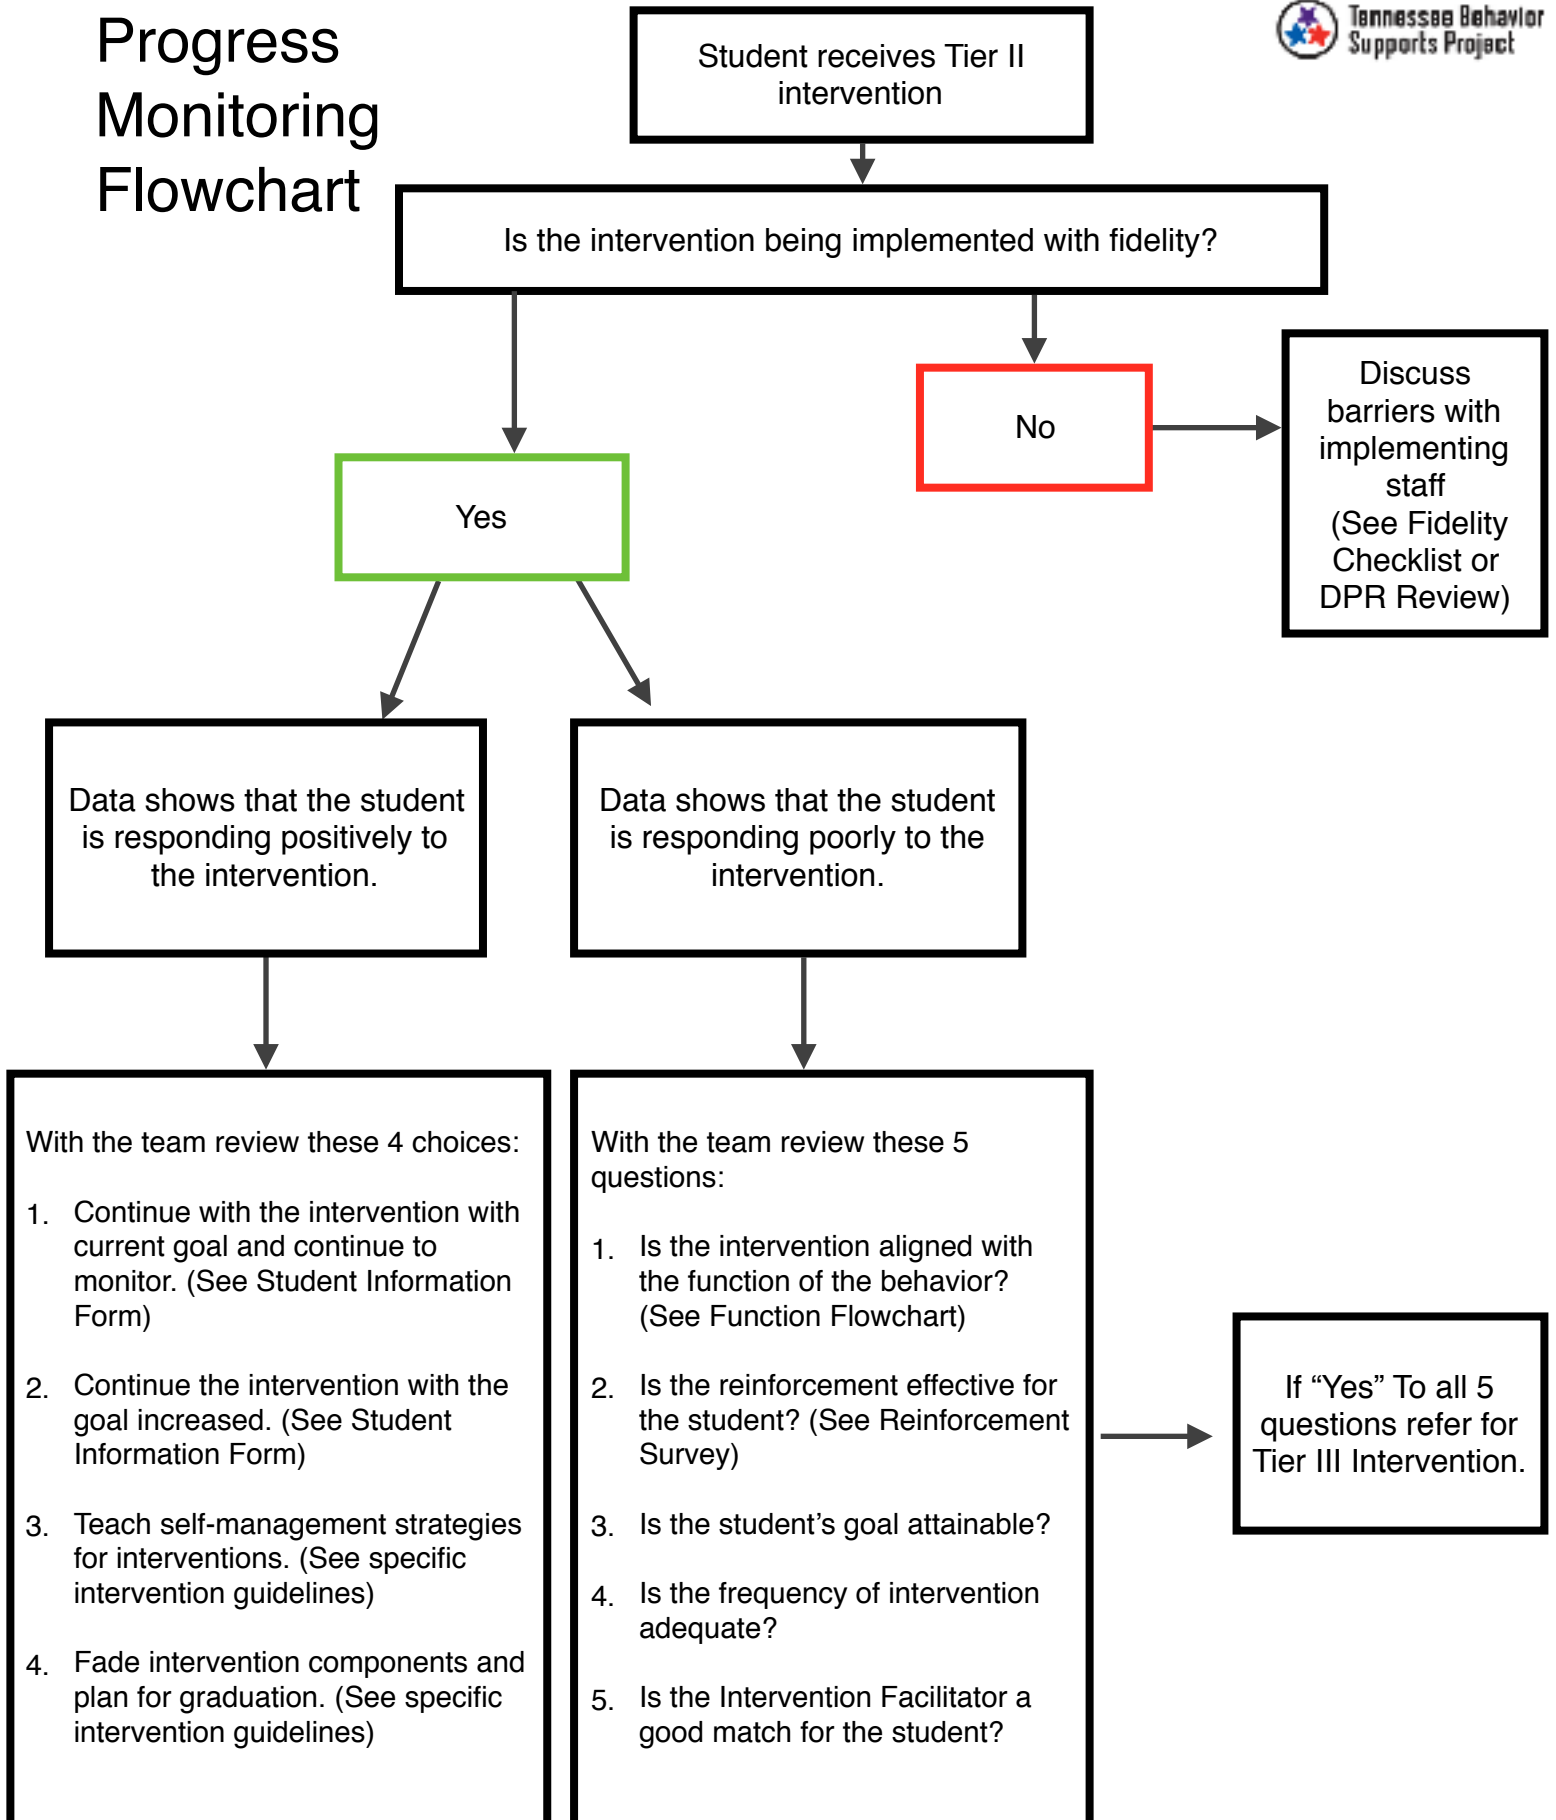 Progress
Monitoring
Flowchart
Tennessee Behavior
Supports Project
Student receives Tier II
intervention
Is the intervention being implemented with fidelity?
Yes
No
Discuss
barriers with
implementing
staff
(See Fidelity
Checklist or
DPR Review)
Data shows that the student
is responding positively to
the intervention.
Data shows that the student
is responding poorly to the
intervention.
With the team review these 4 choices:
1. Continue with the intervention with
current goal and continue to
monitor. (See Student Information
Form)
2. Continue the intervention with the
goal increased. (See Student
Information Form)
3. Teach self-management strategies
for interventions. (See specific
intervention guidelines)
4. Fade intervention components and
plan for graduation. (See specific
intervention guidelines)
With the team review these 5
questions:
1. Is the intervention aligned with
the function of the behavior?
(See Function Flowchart)
2. Is the reinforcement effective for
the student? (See Reinforcement
Survey)
3. Is the student’s goal attainable?
4. Is the frequency of intervention
adequate?
5. Is the Intervention Facilitator a
good match for the student?
If “Yes” To all 5
questions refer for
Tier III Intervention.